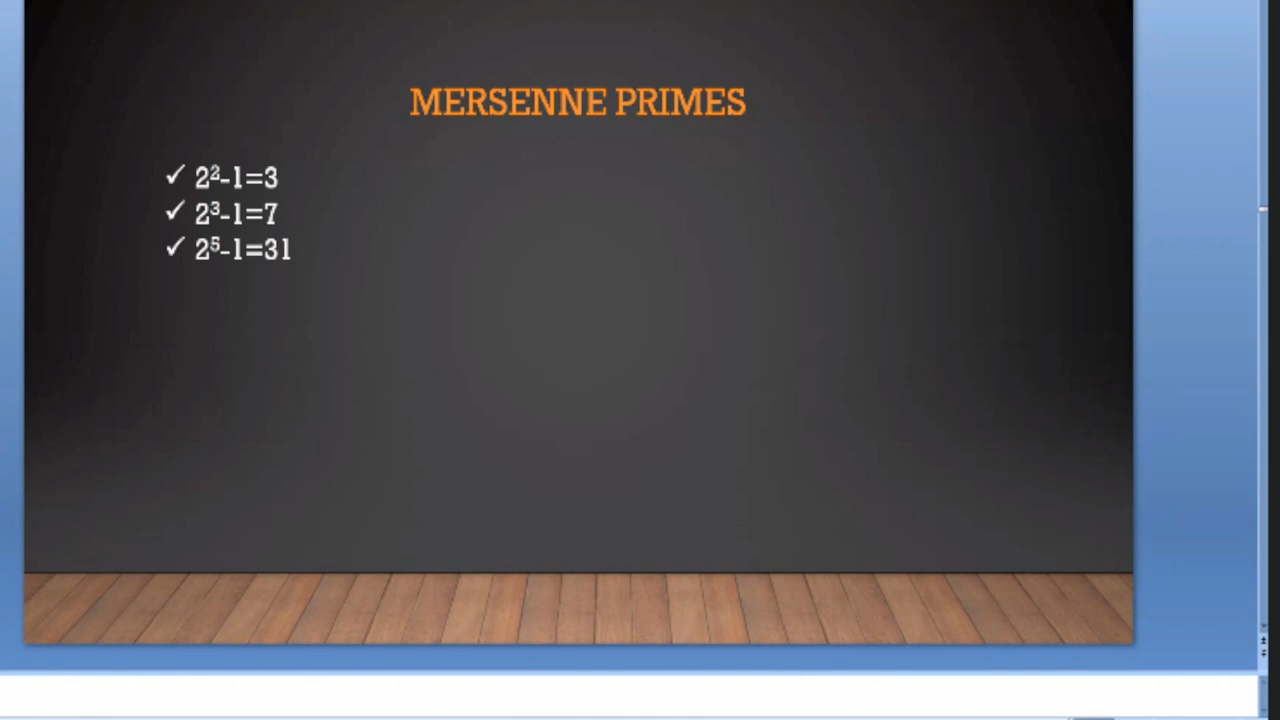 MERSENNE PRIMES
✓ 2²-1=3
✓ 2³-1=7
✓ 2⁵-1=31